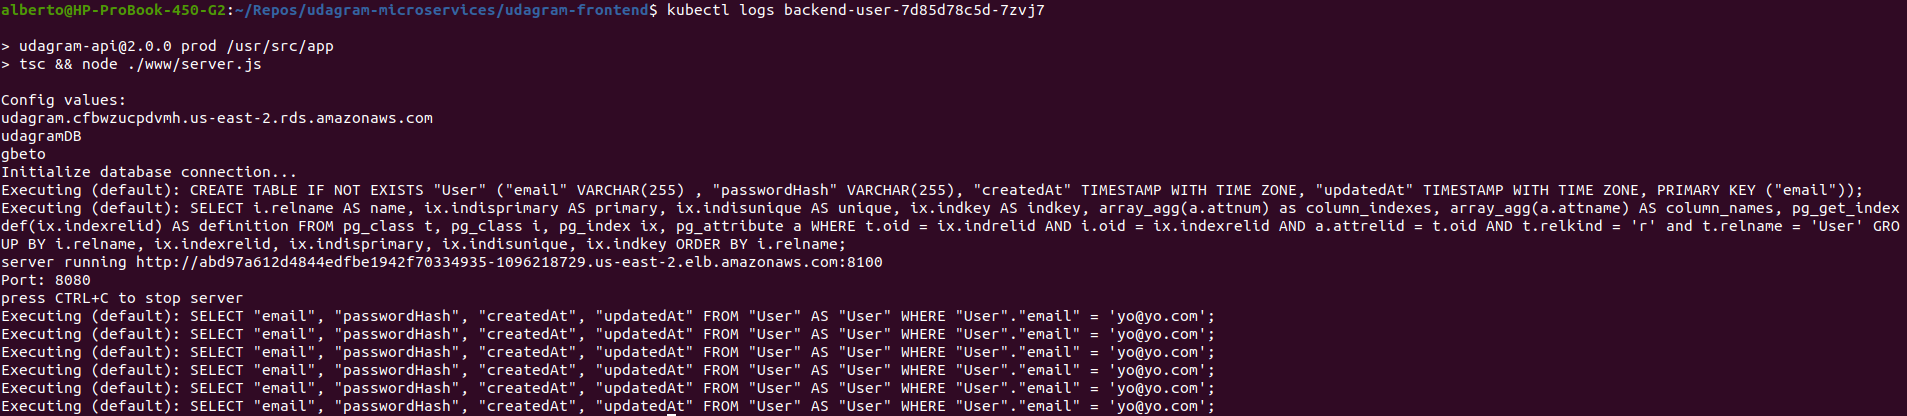 alberto@HP-ProBook-450-G2:~/Repos/udagram-microservices/udagram-frontend$ kubectl logs backend-user-7d85d78c5d-7zvj7
> udagram-api@2.0.0 prod /usr/src/app
> tsc && node ./www/server.js
Config values:
udagram.cfbwzucpdvmh.us-east-2.rds.amazonaws.com
udagramDB
gbeto
Initialize database connection...
Executing (default): CREATE TABLE IF NOT EXISTS "User" ("email" VARCHAR(255) , "passwordHash" VARCHAR(255), "createdAt" TIMESTAMP WITH TIME ZONE, "updatedAt" TIMESTAMP WITH TIME ZONE, PRIMARY KEY ("email"));
Executing (default): SELECT i.relname AS name, ix.indisprimary AS primary, ix.indisunique AS unique, ix.indkey AS indkey, array_agg(a.attnum) as column_indexes, array_agg(a.attname) AS column_names, pg_get_index
def(ix.indexrelid) AS definition FROM pg_class t, pg_class i, pg_index ix, pg_attribute a WHERE t.oid = ix.indrelid AND i.oid = ix.indexrelid AND a.attrelid = t.oid AND t.relkind = 'r' and t.relname = 'User' GRO
UP BY i.relname, ix.indexrelid, ix.indisprimary, ix.indisunique, ix.indkey ORDER BY i.relname;
server running http://abd97a612d4844edfbe1942f70334935-1096218729.us-east-2.elb.amazonaws.com:8100
Port: 8080
press CTRL+C to stop server
Executing (default): SELECT "email", "passwordHash", "createdAt", "updatedAt" FROM "User" AS "User" WHERE "User"."email" = 'yo@yo.com';
Executing (default): SELECT "email", "passwordHash", "createdAt", "updatedAt" FROM "User" AS "User" WHERE "User"."email" = 'yo@yo.com';
Executing (default): SELECT "email", "passwordHash", "createdAt", "updatedAt" FROM "User" AS "User" WHERE "User"."email" = 'yo@yo.com';
Executing (default): SELECT "email", "passwordHash", "createdAt", "updatedAt" FROM "User" AS "User" WHERE "User"."email" = 'yo@yo.com';
Executing (default): SELECT "email", "passwordHash", "createdAt", "updatedAt" FROM "User" AS "User" WHERE "User"."email" = 'yo@yo.com';
Executing (default): SELECT "email", "passwordHash", "createdAt", "updatedAt" FROM "User" AS "User" WHERE "User"."email" = 'yo@yo.com';